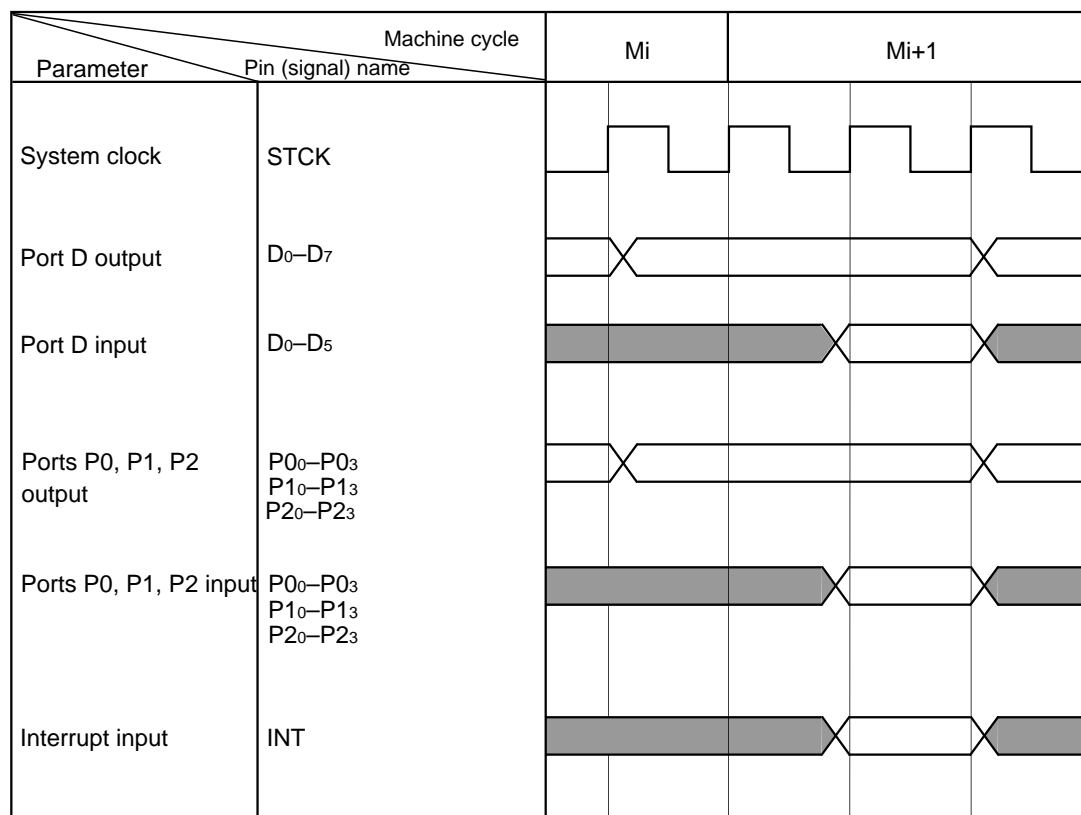 Machine cycle
Parameter
Pin (signal) name
Mi
Mi+1
System clock
STCK
Port D output
D0–D7
Port D input
D0–D5
Ports P0, P1, P2
output
P00–P03
P10–P13
P20–P23
Ports P0, P1, P2 input
P00–P03
P10–P13
P20–P23
Interrupt input
INT